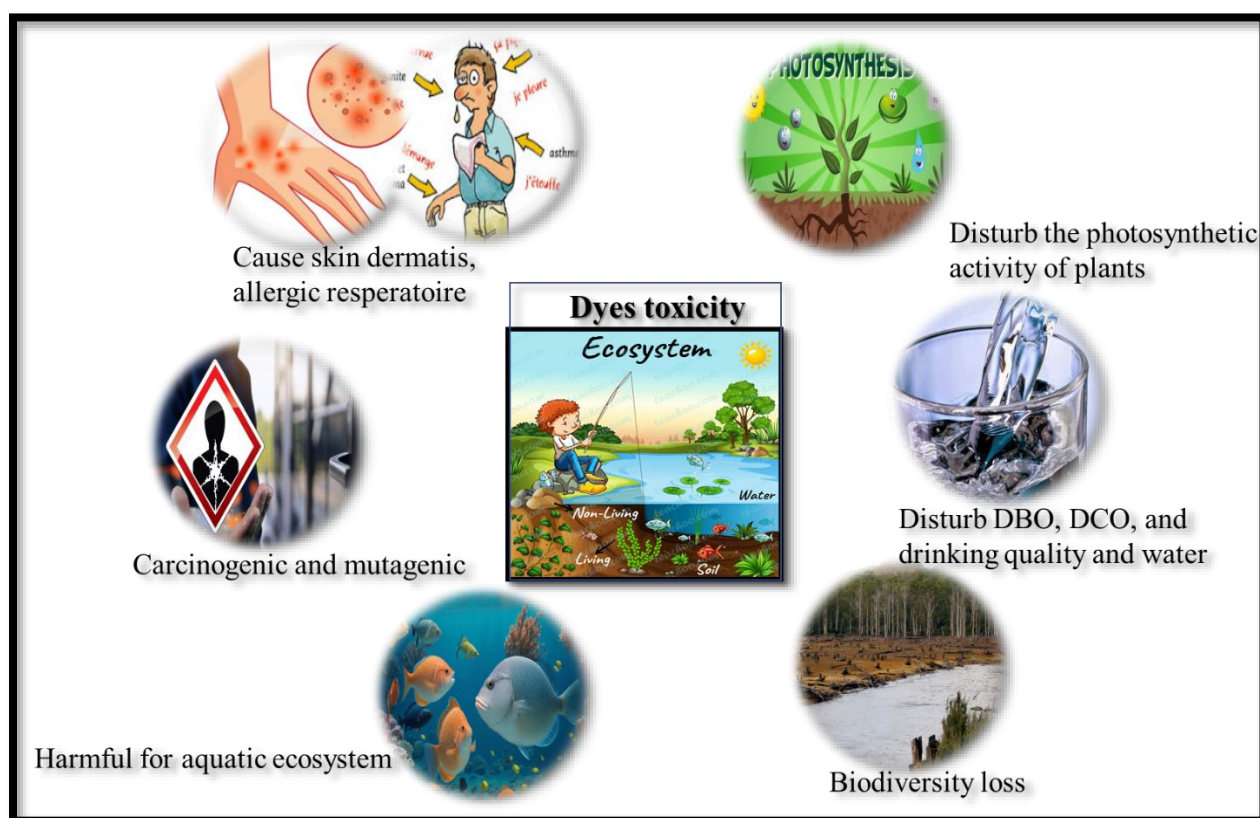 je pleure
asthm
j'étouffe
PHOTOSYNTHESIS
Cause skin dermatis,
allergic resperatoire
Disturb the photosynthetic
activity of plants
Dyes toxicity
Ecosystem
Water
Non-Living
Living
Soil
Carcinogenic and mutagenic
Disturb DBO, DCO, and
drinking quality and water
Harmful for aquatic ecosystem
Biodiversity loss